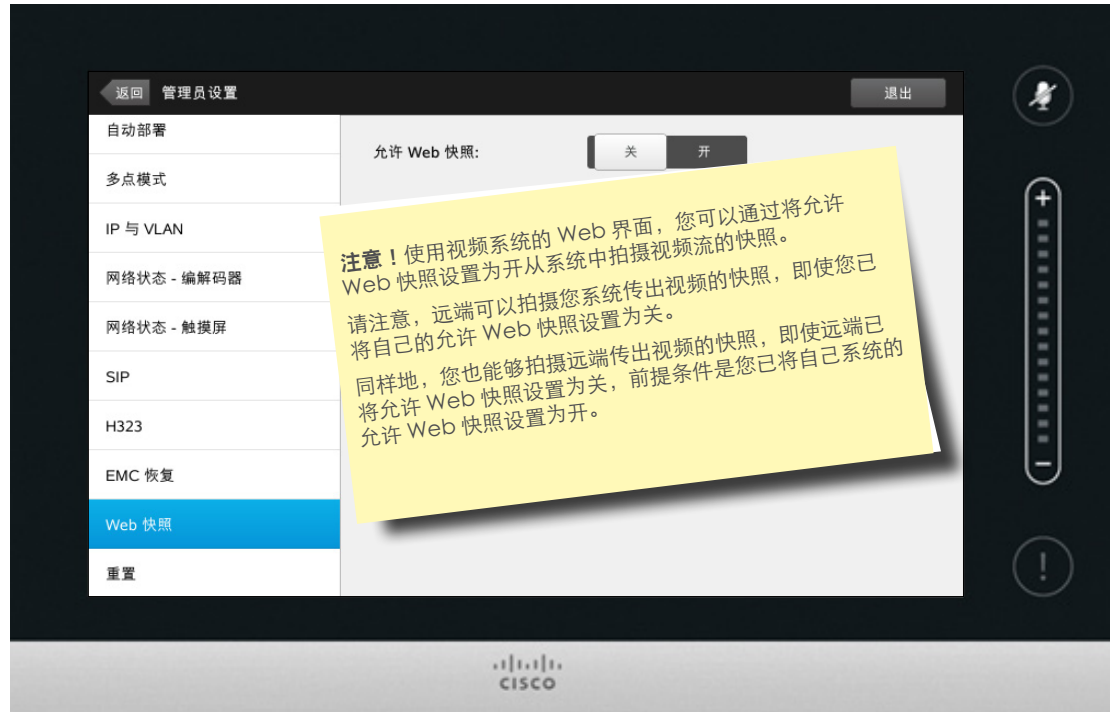 返回 管理员设置 退出
自动部署
多点模式
IP 与 VLAN
网络状态 - 编解码器
网络状态 - 触摸屏
SIP
H323
EMC 恢复
Web 快照
重置
允许 Web 快照: 关 开
注意！使用视频系统的 Web 界面，您可以通过将允许
Web 快照设置为开从系统中拍摄视频流的快照。
请注意，远端可以拍摄您系统传出视频的快照，即使您已
将自己的允许 Web 快照设置为关。
同样地，您也能够拍摄远端传出视频的快照，即使远端已
将允许 Web 快照设置为关，前提条件是您已将自己系统的
允许 Web 快照设置为开。
+
−
!
CISCO